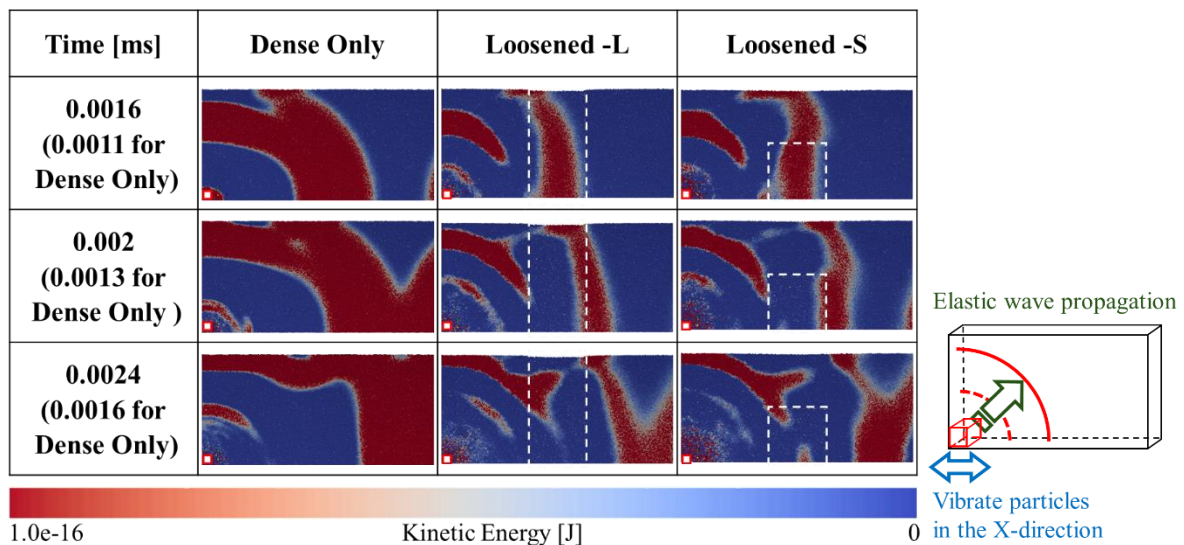 Time [ms]
Dense Only
Loosened -L
Loosened -S
0.0016
(0.0011 for
Dense Only)
0.002
(0.0013 for
Dense Only )
0.0024
(0.0016 for
Dense Only)
1.0e-16
Kinetic Energy [J]
0
Elastic wave propagation
Vibrate particles
in the X-direction